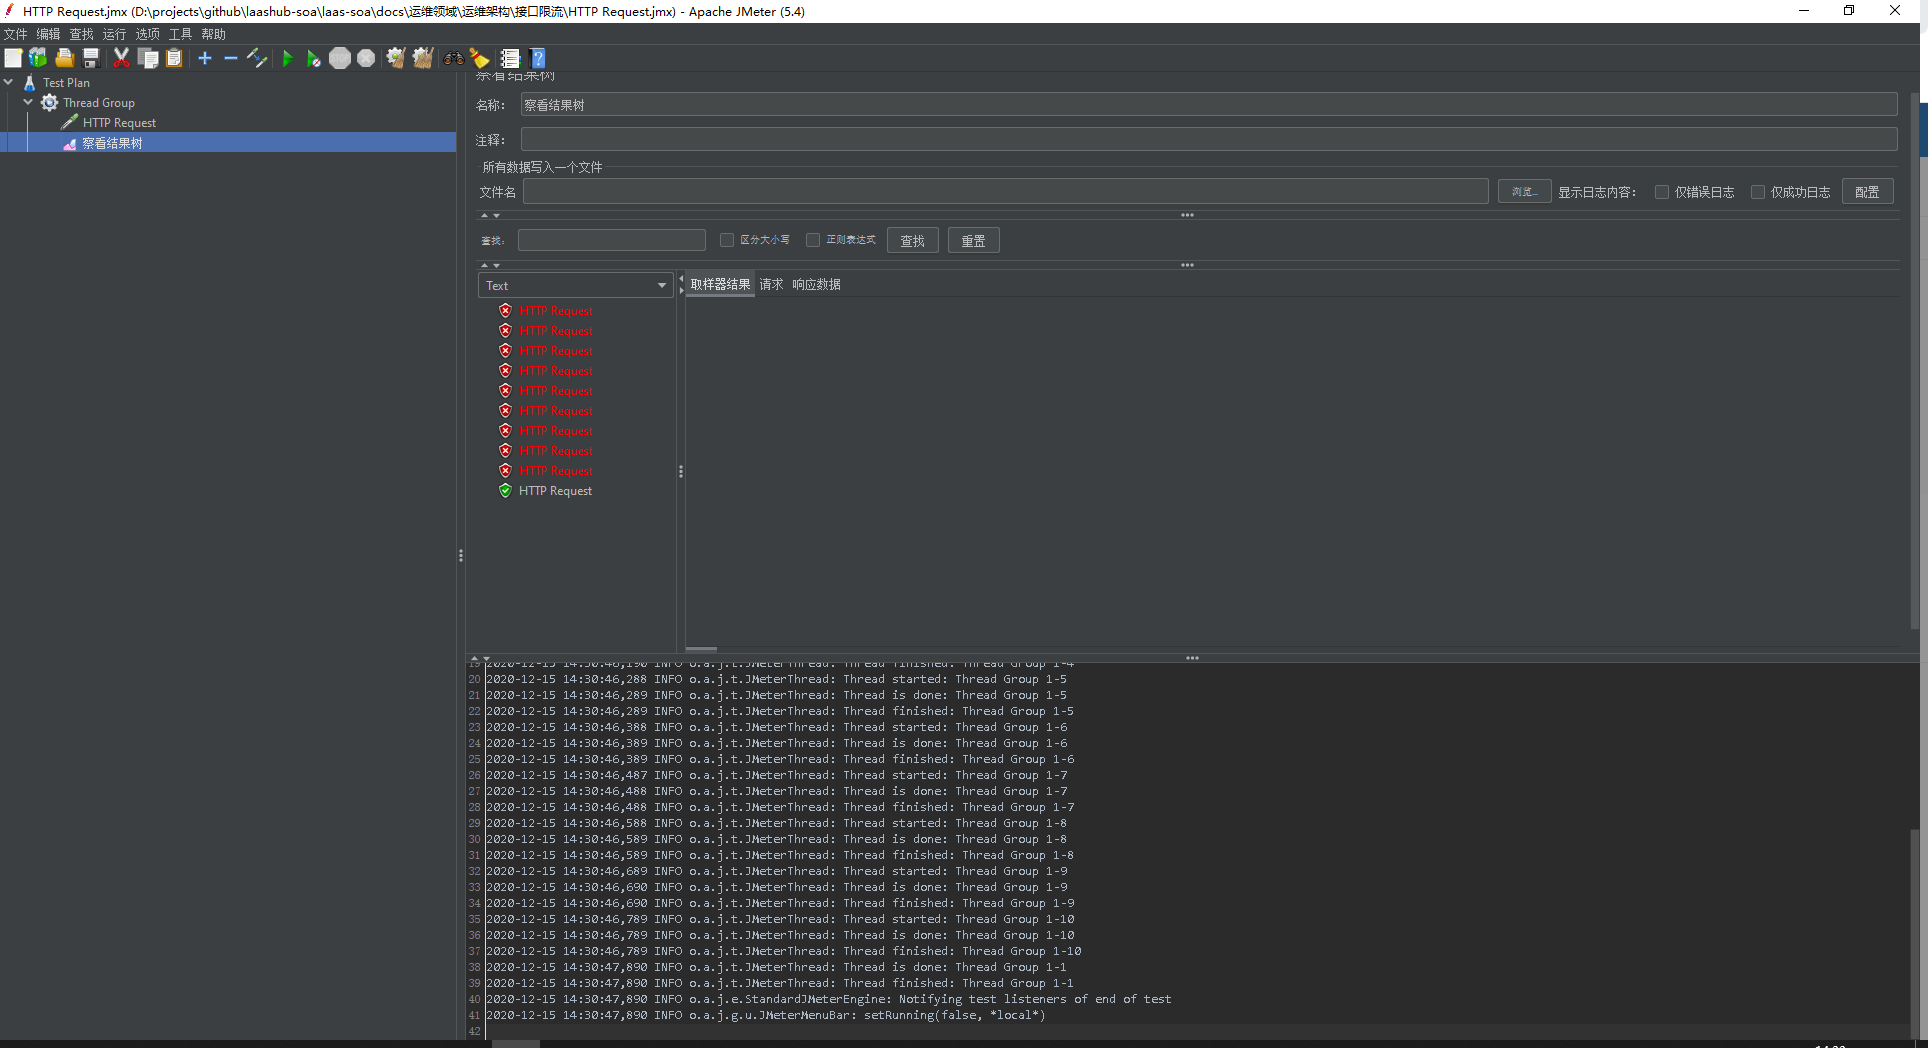 HTTP Request.jmx (D:\projects\github\laashub-soa\laas-soa\docs\运维领域\运维架构\接口限流\HTTP Request.jmx) - Apache JMeter (5.4)
文件 编辑 查找 运行 选项 工具 帮助
Test Plan
Thread Group
HTTP Request
察看结果树
察看结果树
名称: 察看结果树
注释:
所有数据写入一个文件
文件名 浏览... 显示日志内容: 仅错误日志 仅成功日志 配置
查找: 区分大小写 正则表达式 查找 重置
Text
取样器结果 请求 响应数据
HTTP Request
HTTP Request
HTTP Request
HTTP Request
HTTP Request
HTTP Request
HTTP Request
HTTP Request
HTTP Request
HTTP Request
19 2020-12-15 14:30:46,190 INFO o.a.j.t.JMeterThread: Thread finished: Thread Group 1-4
20 2020-12-15 14:30:46,288 INFO o.a.j.t.JMeterThread: Thread started: Thread Group 1-5
21 2020-12-15 14:30:46,289 INFO o.a.j.t.JMeterThread: Thread is done: Thread Group 1-5
22 2020-12-15 14:30:46,289 INFO o.a.j.t.JMeterThread: Thread finished: Thread Group 1-5
23 2020-12-15 14:30:46,388 INFO o.a.j.t.JMeterThread: Thread started: Thread Group 1-6
24 2020-12-15 14:30:46,389 INFO o.a.j.t.JMeterThread: Thread is done: Thread Group 1-6
25 2020-12-15 14:30:46,389 INFO o.a.j.t.JMeterThread: Thread finished: Thread Group 1-6
26 2020-12-15 14:30:46,487 INFO o.a.j.t.JMeterThread: Thread started: Thread Group 1-7
27 2020-12-15 14:30:46,488 INFO o.a.j.t.JMeterThread: Thread is done: Thread Group 1-7
28 2020-12-15 14:30:46,488 INFO o.a.j.t.JMeterThread: Thread finished: Thread Group 1-7
29 2020-12-15 14:30:46,588 INFO o.a.j.t.JMeterThread: Thread started: Thread Group 1-8
30 2020-12-15 14:30:46,589 INFO o.a.j.t.JMeterThread: Thread is done: Thread Group 1-8
31 2020-12-15 14:30:46,589 INFO o.a.j.t.JMeterThread: Thread finished: Thread Group 1-8
32 2020-12-15 14:30:46,689 INFO o.a.j.t.JMeterThread: Thread started: Thread Group 1-9
33 2020-12-15 14:30:46,690 INFO o.a.j.t.JMeterThread: Thread is done: Thread Group 1-9
34 2020-12-15 14:30:46,690 INFO o.a.j.t.JMeterThread: Thread finished: Thread Group 1-9
35 2020-12-15 14:30:46,789 INFO o.a.j.t.JMeterThread: Thread started: Thread Group 1-10
36 2020-12-15 14:30:46,789 INFO o.a.j.t.JMeterThread: Thread is done: Thread Group 1-10
37 2020-12-15 14:30:46,789 INFO o.a.j.t.JMeterThread: Thread finished: Thread Group 1-10
38 2020-12-15 14:30:47,890 INFO o.a.j.t.JMeterThread: Thread is done: Thread Group 1-1
39 2020-12-15 14:30:47,890 INFO o.a.j.t.JMeterThread: Thread finished: Thread Group 1-1
40 2020-12-15 14:30:47,890 INFO o.a.j.e.StandardJMeterEngine: Notifying test listeners of end of test
41 2020-12-15 14:30:47,890 INFO o.a.j.g.u.JMeterMenuBar: setRunning(false, *local*)
42